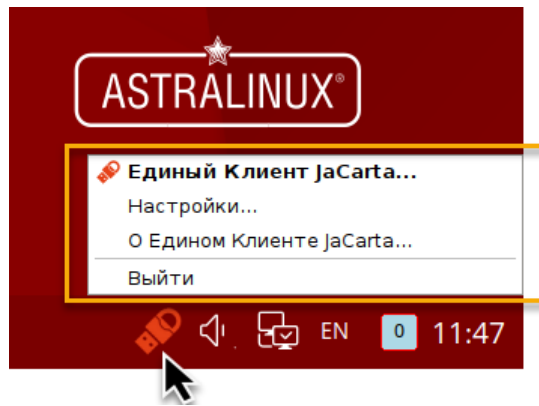 ASTRALINUX®
Единый Клиент JaCarta...
Настройки...
О Едином Клиенте JaCarta...
Выйти
EN 0 11:47